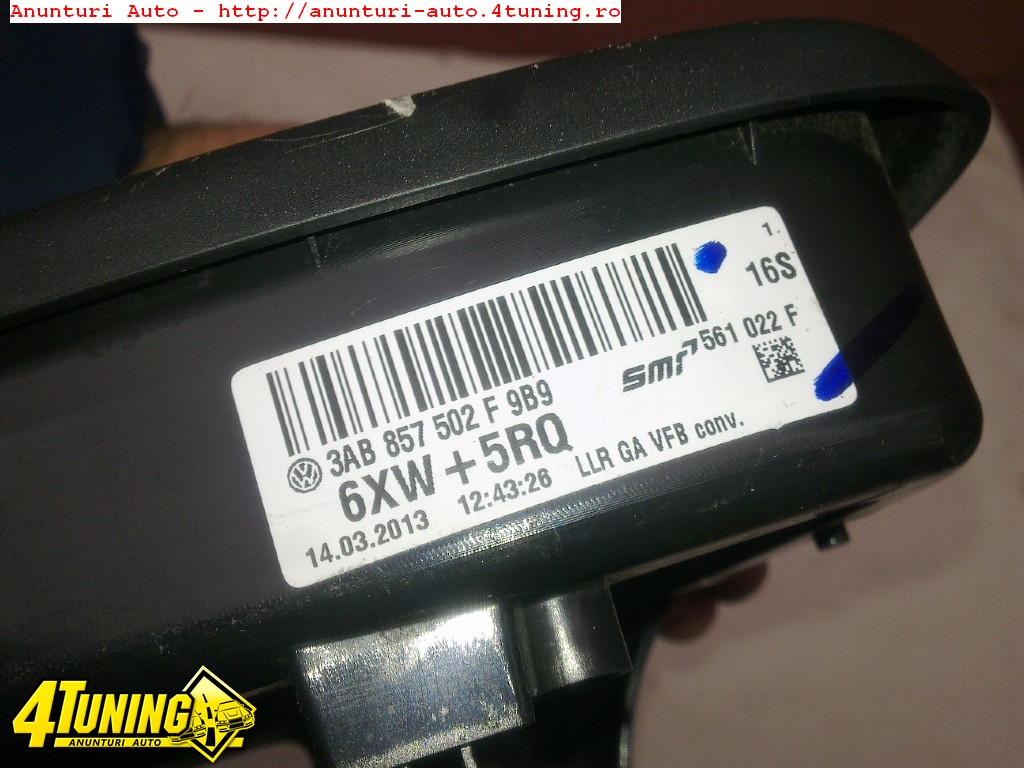 Anunturi Auto - http://anunturi-auto.4tuning.ro
1.
16S
smr 561 022 F
3AB 857 502 F 9B9
6XW + 5RQ
14.03.2013 12:43:26 LLR GA VFB conv.
4TUNING
ANUNTURI AUTO